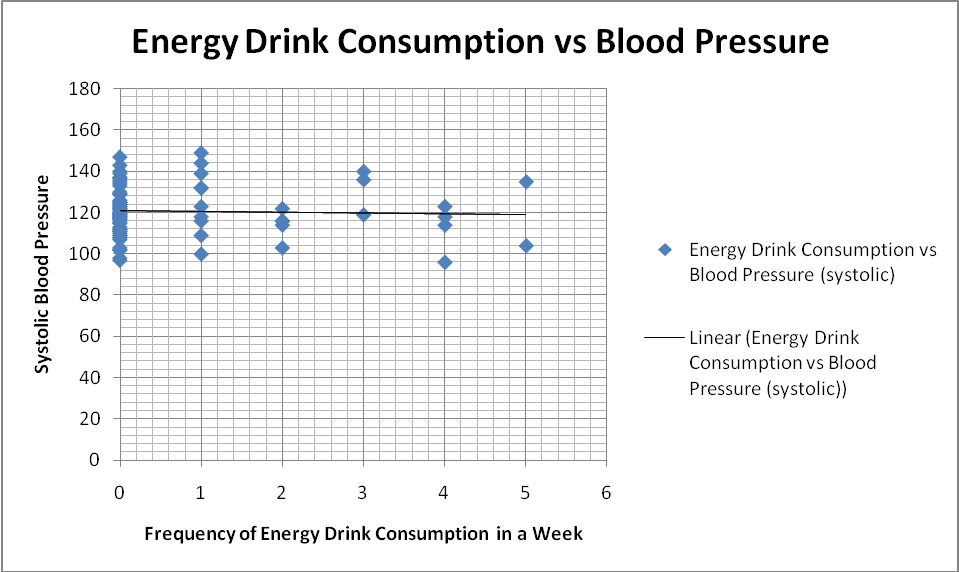 Energy Drink Consumption vs Blood Pressure
Systolic Blood Pressure
180
160
140
120
100
80
60
40
20
0
0 1 2 3 4 5 6
Frequency of Energy Drink Consumption in a Week
Energy Drink Consumption vs
Blood Pressure (systolic)
Linear (Energy Drink
Consumption vs Blood
Pressure (systolic))